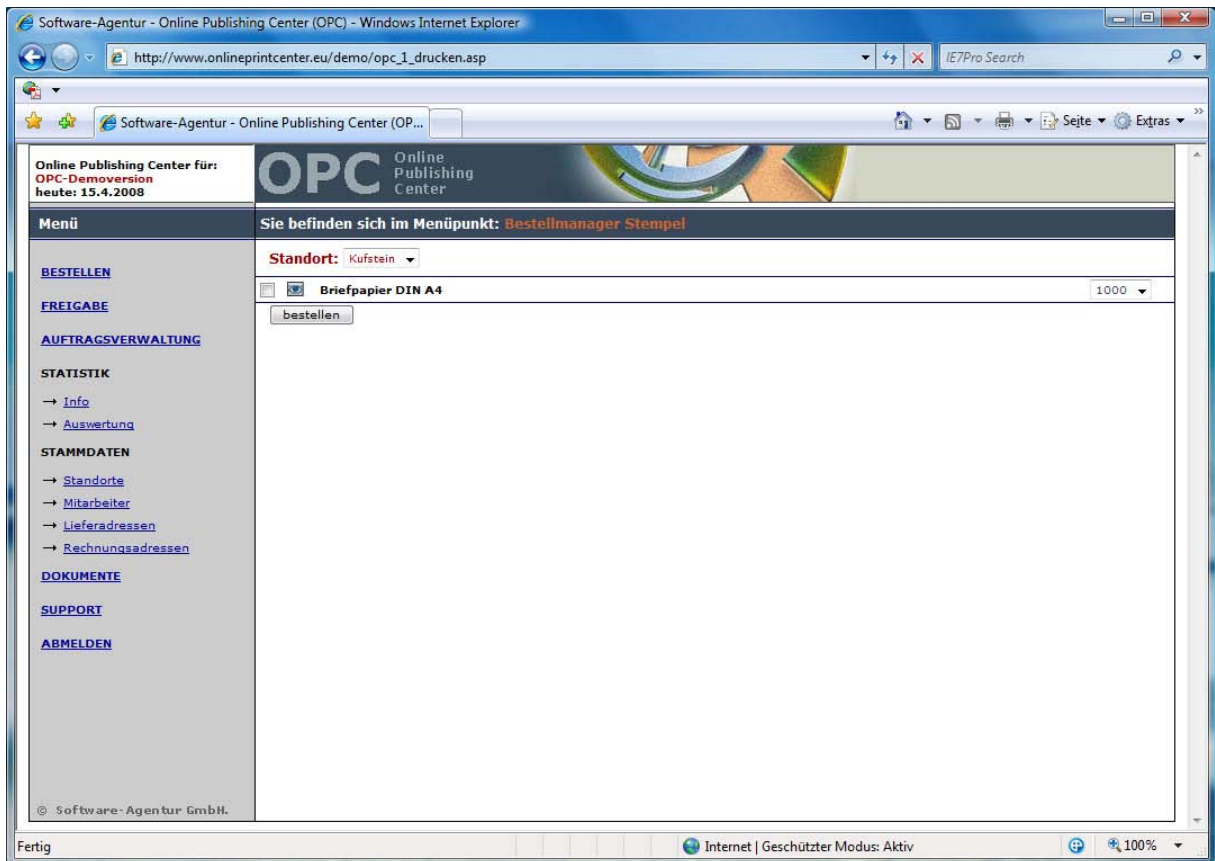 Software-Agentur - Online Publishing Center (OPC) - Windows Internet Explorer
http://www.onlineprintcenter.eu/demo/opc_1_drucken.asp
IE7Pro Search
Software-Agentur - Online Publishing Center (OP...
Seite
Extras
Online Publishing Center für:
OPC-Demoversion
heute: 15.4.2008
OPC Online
Publishing
Center
Menü
Sie befinden sich im Menüpunkt: Bestellmanager Stempel
BESTELLEN
FREIGABE
AUFTRAGSVERWALTUNG
STATISTIK
→ Info
→ Auswertung
STAMMDATEN
→ Standorte
→ Mitarbeiter
→ Lieferadressen
→ Rechnungsadressen
DOKUMENTE
SUPPORT
ABMELDEN
© Software-Agentur GmbH.
Standort: Kufstein
Briefpapier DIN A4 1000
bestellen
Fertig
Internet | Geschützter Modus: Aktiv
100%